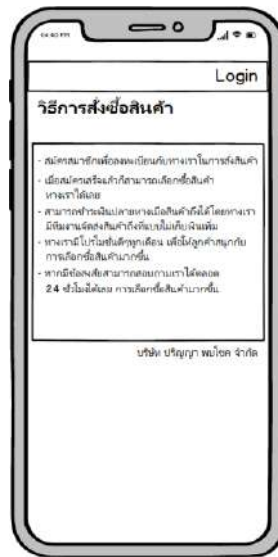 Login
วิธีการสั่งซื้อสินค้า
- สมัครสมาชิกเพื่อลงทะเบียนกับทางเราในการส่งสินค้า
- เมื่อสมัครเสร็จแล้วก็สามารถเลือกซื้อสินค้า
ทางเราได้เลย
- สามารถชำระเงินปลายทางเมื่อสินค้าถึงได้โดยทางเรา
มีทีมงานจัดส่งสินค้าถึงที่แบบไม่เก็บเงินเพิ่ม
- ทางเรามีโปรโมชั่นดีๆทุกเดือน เพื่อให้ลูกค้าสนุกกับ
การเลือกซื้อสินค้ามากขึ้น
- หากมีข้อสงสัยสามารถสอบถามเราได้ตลอด
24 ชั่วโมงได้เลย การเลือกซื้อสินค้ามากขึ้น
บริษัท ปริญญา พบโชค จำกัด